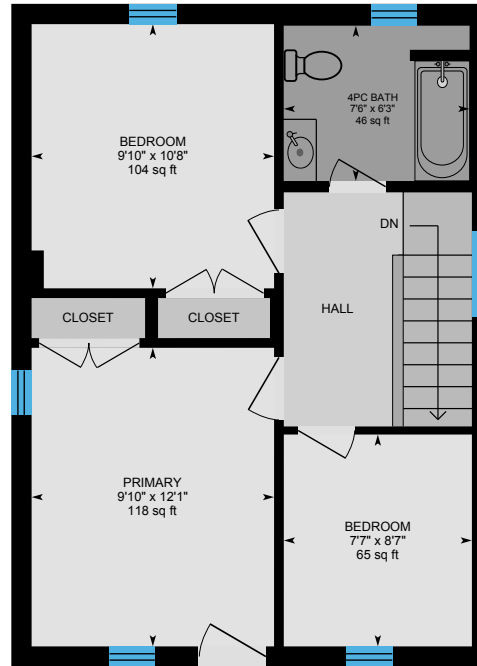 BEDROOM
9'10" x 10'8"
104 sq ft
4PC BATH
7'6" x 6'3"
46 sq ft
DN
HALL
CLOSET
CLOSET
PRIMARY
9'10" x 12'1"
118 sq ft
BEDROOM
7'7" x 8'7"
65 sq ft